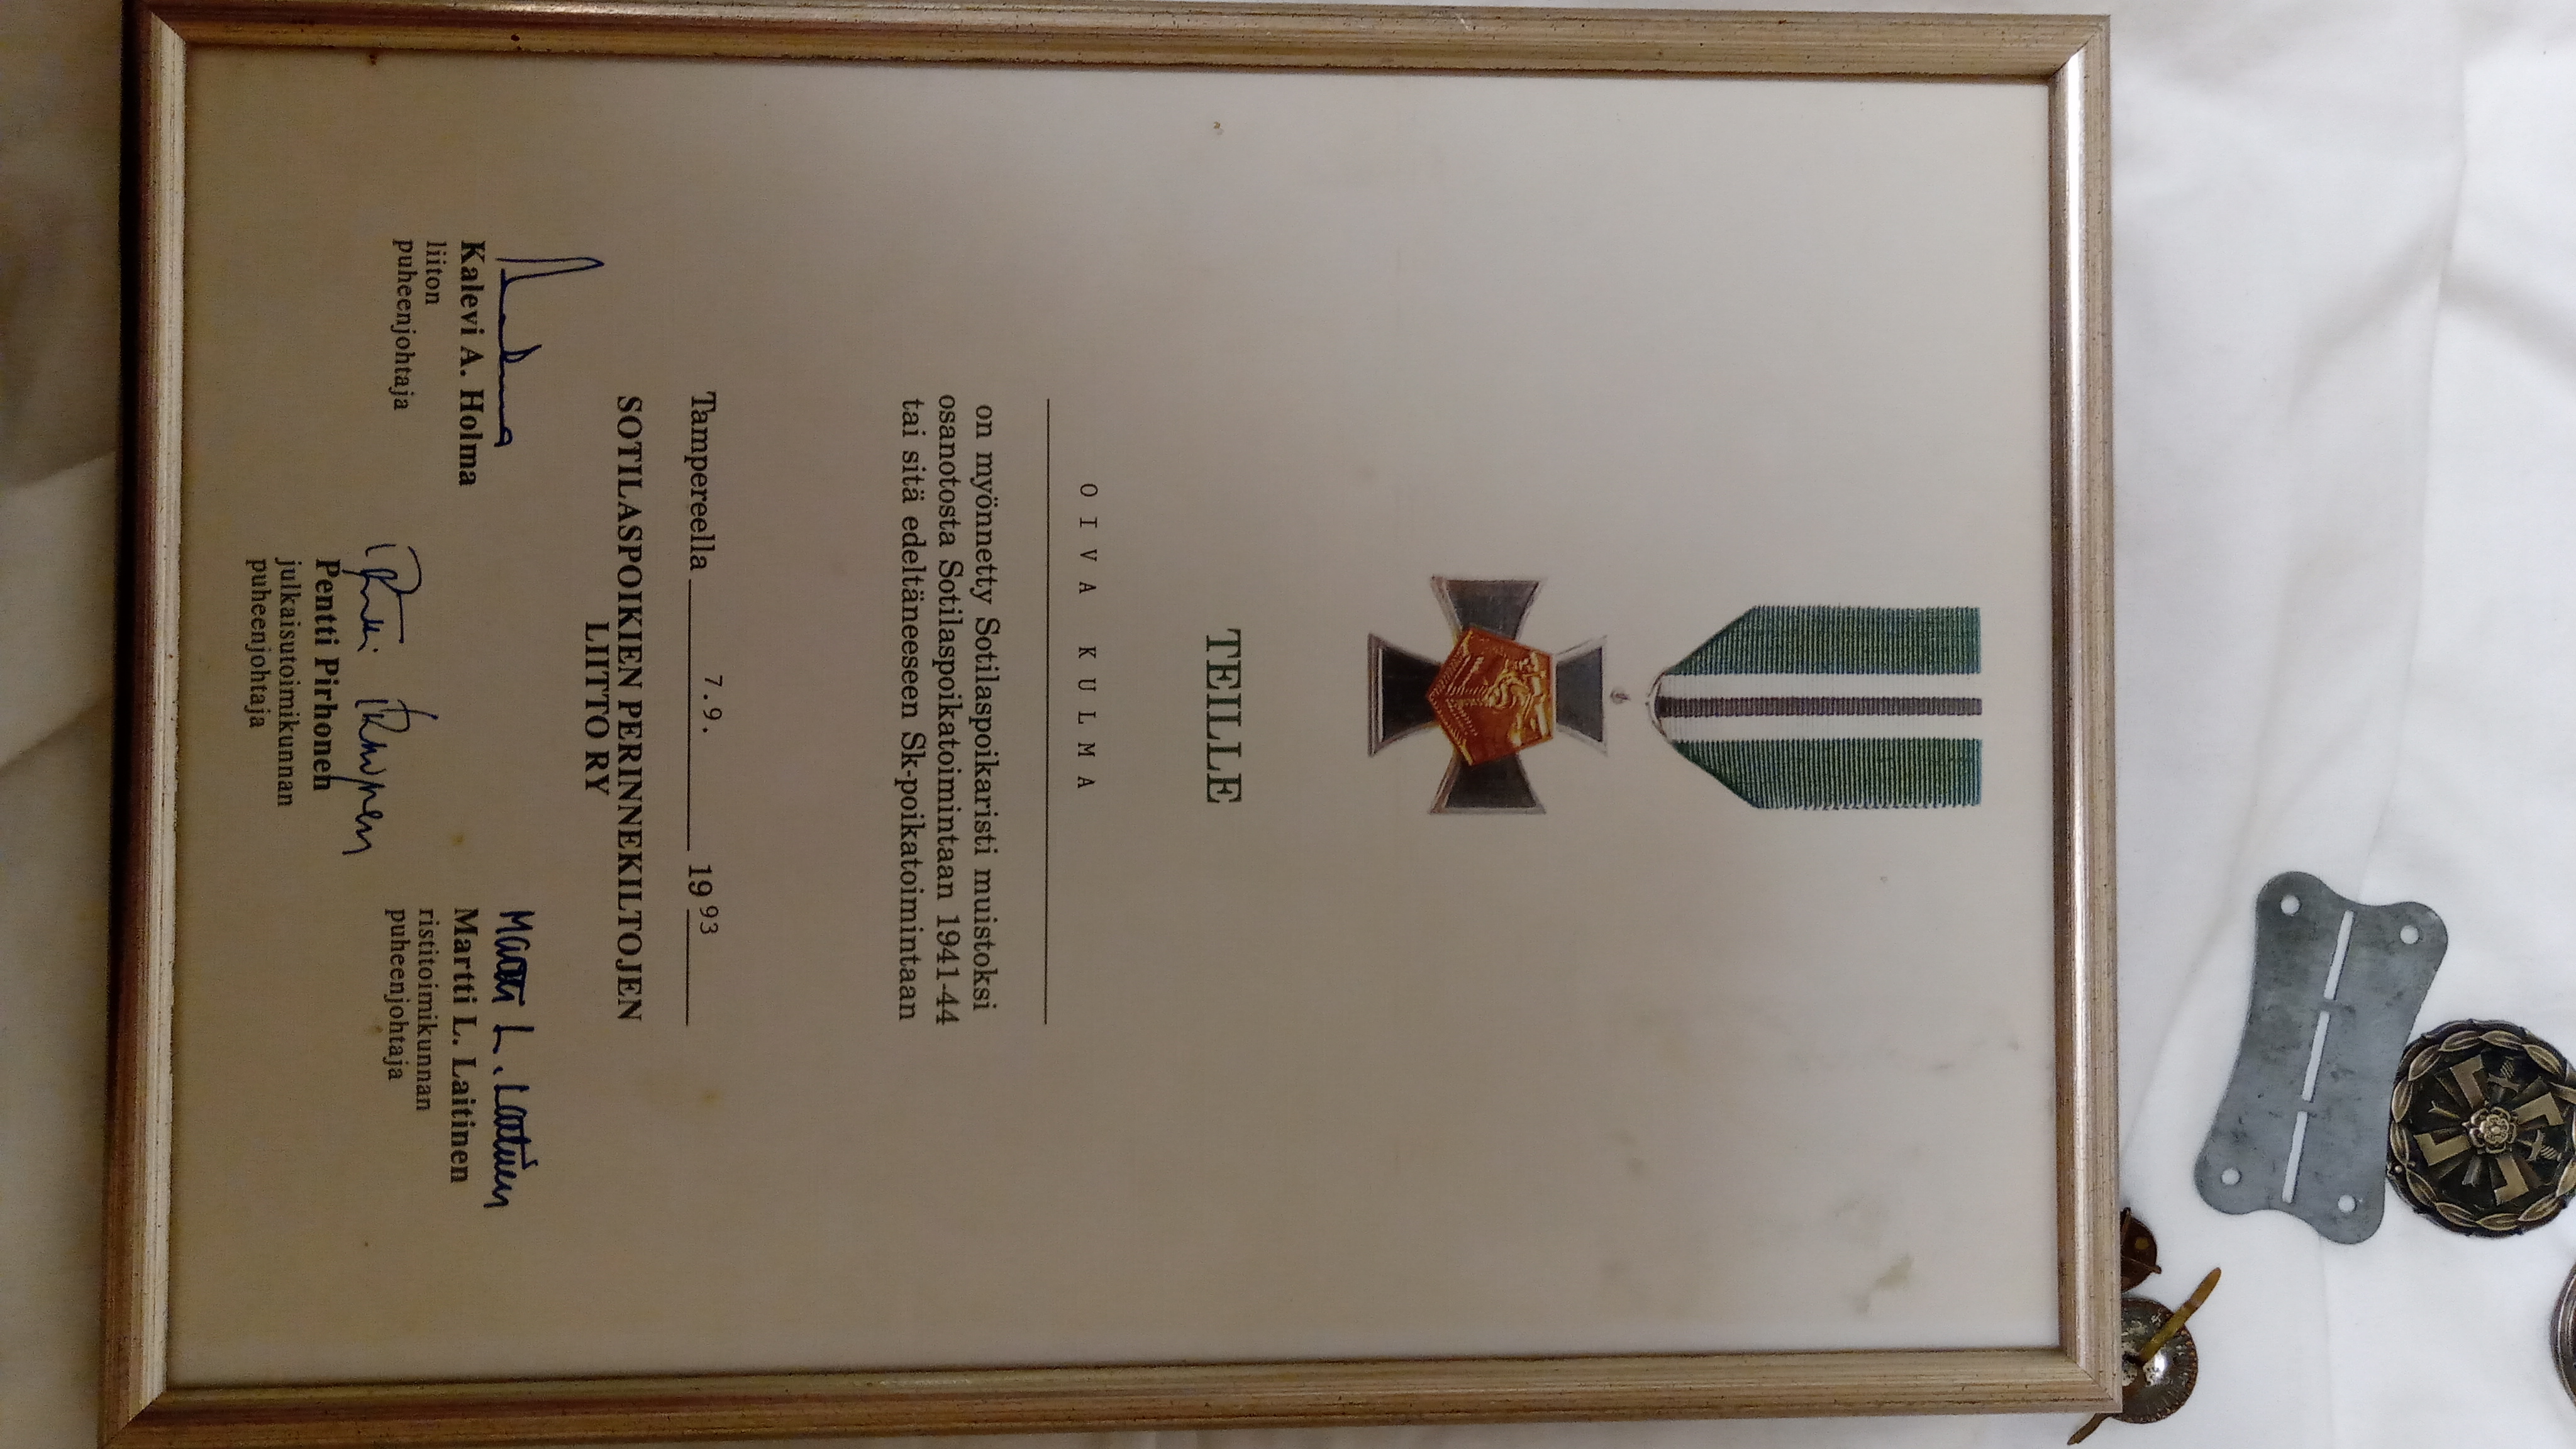 TEILLE
OIVA KULMA
on myönnetty Sotilaspoikaristi muistoksi
osanotosta Sotilaspoikatoimintaan 1941-44
tai sitä edeltäneeseen Sk-poikatoimintaan
Tampereella 7.9. 1993
SOTILASPOIKIEN PERINNEKILTOJEN
LIITTO RY
Kalevi A. Holma
liiton
puheenjohtaja
Pentti Pirhonen
Pentti Pirhonen
julkaisutoimikunnan
puheenjohtaja
Martti L. Laitinen
Martti L. Laitinen
ristitoimikunnan
puheenjohtaja